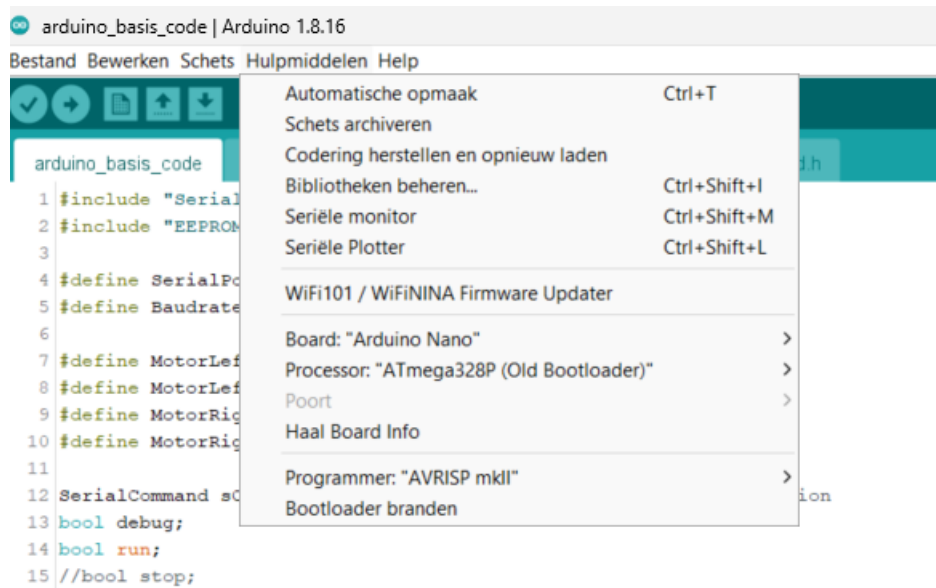 arduino_basis_code | Arduino 1.8.16
Bestand Bewerken Schets Hulpmiddelen Help
Automatische opmaak Ctrl+T
Schets archiveren
Codering herstellen en opnieuw laden
Bibliotheken beheren... Ctrl+Shift+I
Seriële monitor Ctrl+Shift+M
Seriële Plotter Ctrl+Shift+L
WiFi101 / WiFiNINA Firmware Updater
Board: "Arduino Nano"
Processor: "ATmega328P (Old Bootloader)"
Poort
Haal Board Info
Programmer: "AVRISP mkII"
Bootloader branden
arduino_basis_code d.h
1 #include "Serial
2 #include "EEPROM
3
4 #define SerialPo
5 #define Baudrate
6
7 #define MotorLef
8 #define MotorLef
9 #define MotorRig
10 #define MotorRig
11
12 SerialCommand sC ion
13 bool debug;
14 bool run;
15 //bool stop;